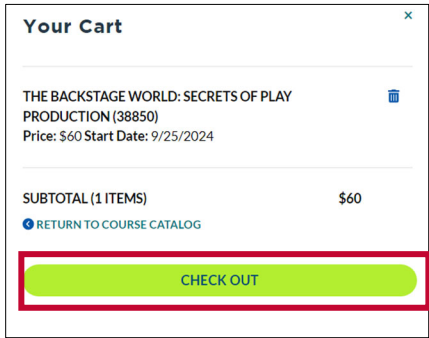 Your Cart
×
THE BACKSTAGE WORLD: SECRETS OF PLAY
PRODUCTION (38850)
Price: $60 Start Date: 9/25/2024
SUBTOTAL (1 ITEMS) $60
RETURN TO COURSE CATALOG
CHECK OUT